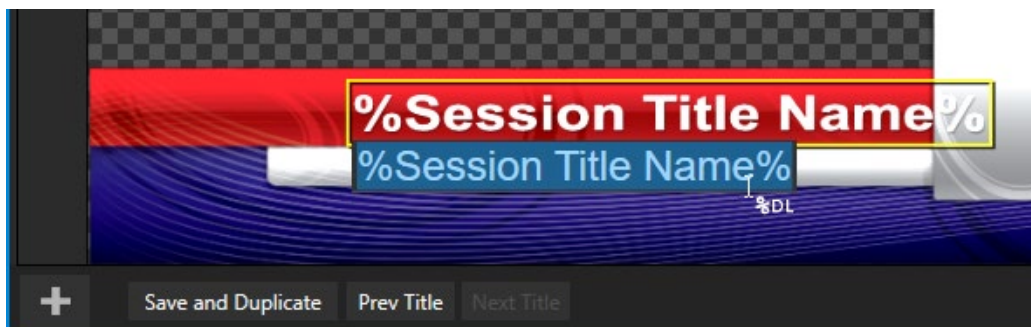 %Session Title Name%
%Session Title Name%
%DL
Save and Duplicate Prev Title Next Title